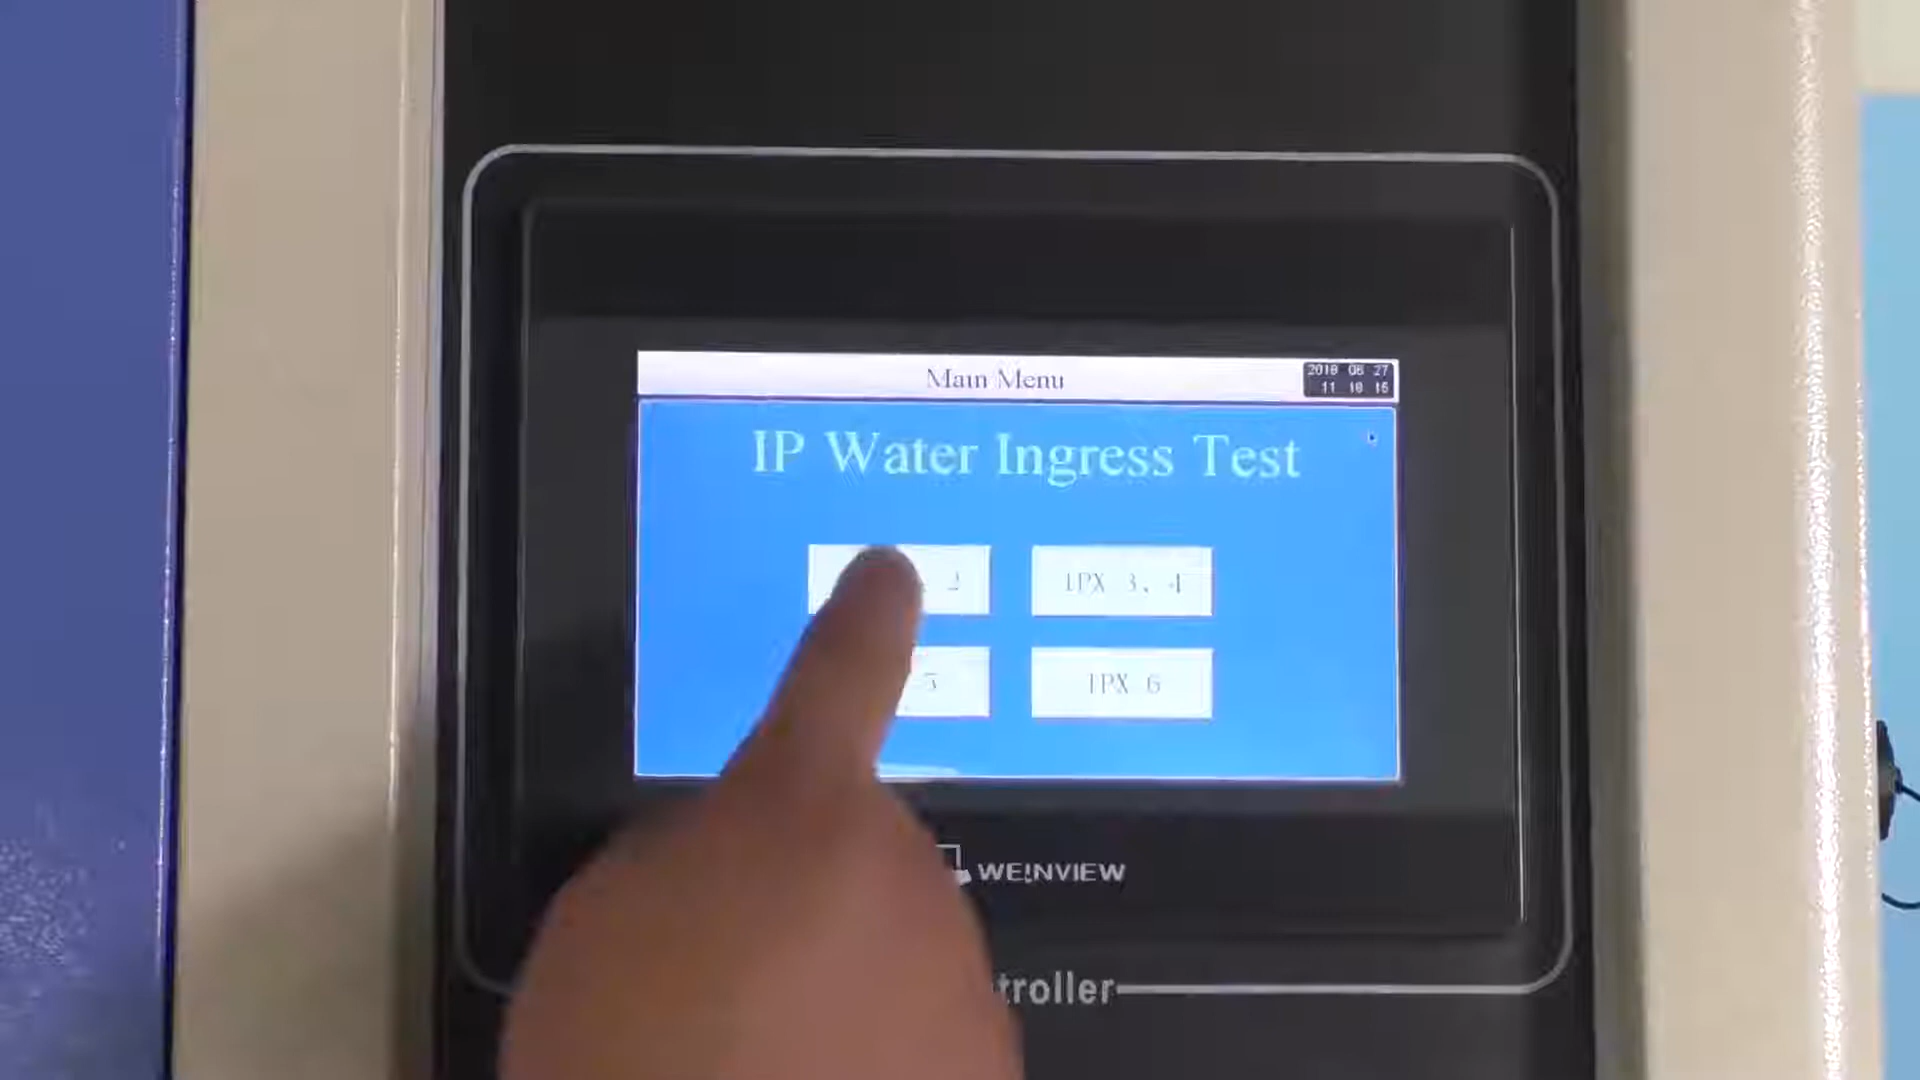 Main Menu
2018 06 27
11 18 15
IP Water Ingress Test
2
IPX 3、4
5
IPX 6
WEINVIEW
troller